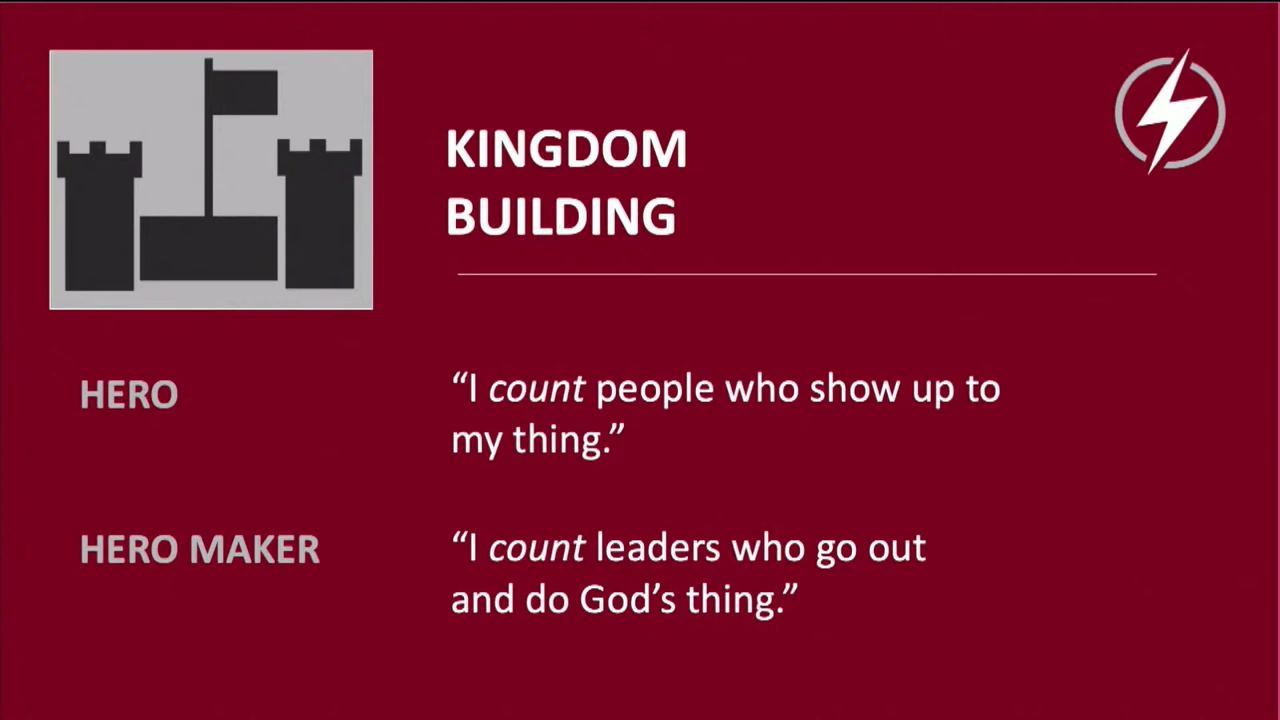 KINGDOM
BUILDING
HERO
“I count people who show up to
my thing.”
HERO MAKER
“I count leaders who go out
and do God’s thing.”